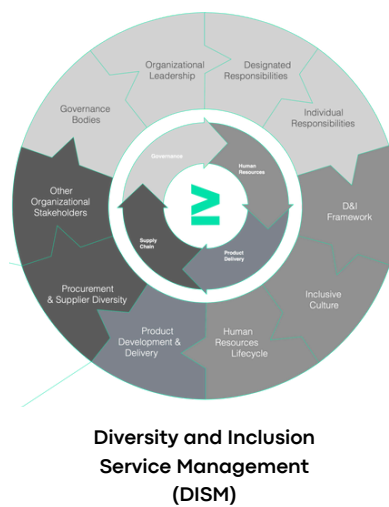 Organizational
Leadership
Designated
Responsibilities
Governance
Bodies
Individual
Responsibilities
Governance
Human
Resources
Other
Organizational
Stakeholders
D&I
Framework
Supply
Chain
Product
Delivery
Procurement
& Supplier Diversity
Inclusive
Culture
Product
Development &
Delivery
Human
Resources
Lifecycle
Diversity and Inclusion
Service Management
(DISM)